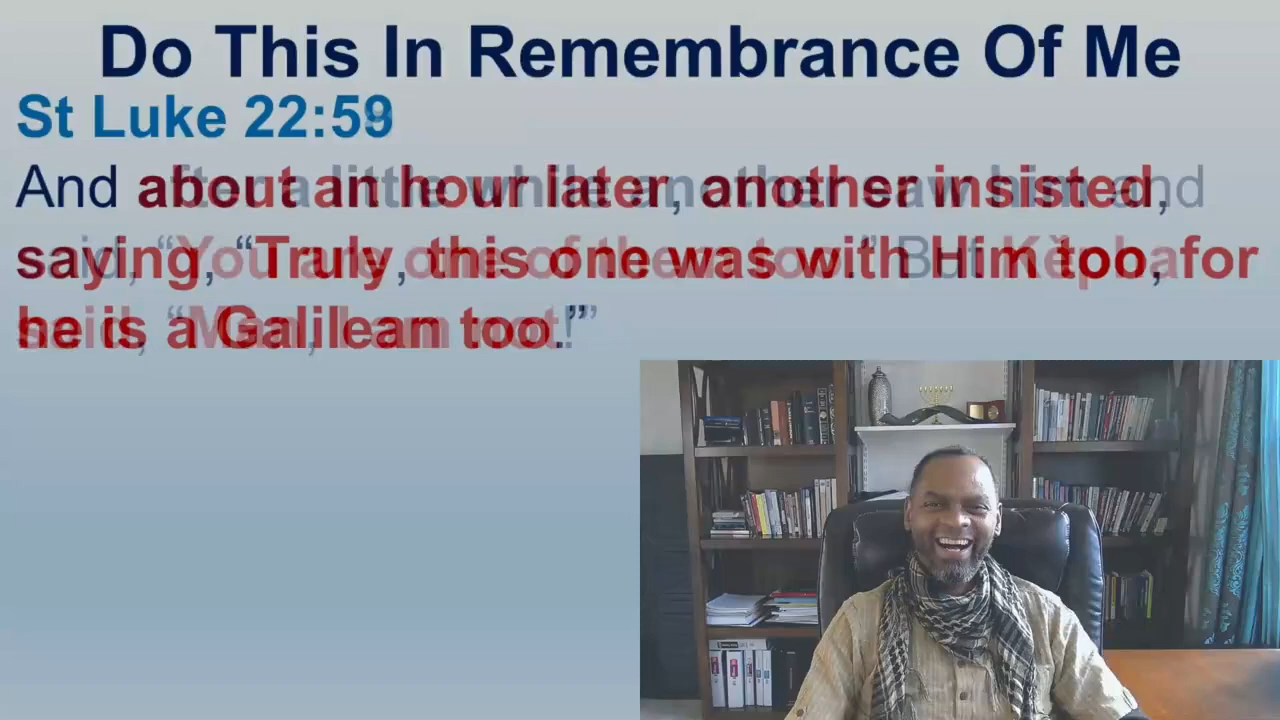 Do This In Remembrance Of Me
St Luke 22:59
And about an hour later, another insisted,
saying, “Truly, this one was with Him too, for
he is a Galilean too.”